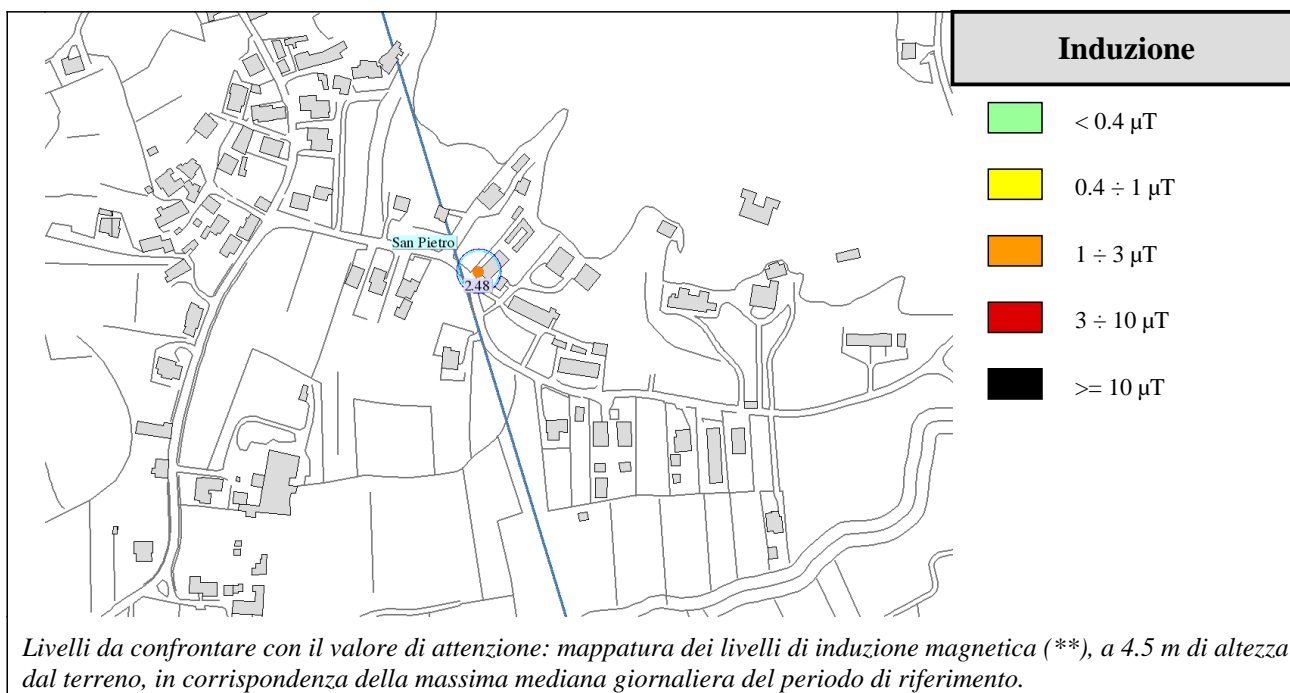 Induzione
< 0.4 µT
0.4 ÷ 1 µT
1 ÷ 3 µT
3 ÷ 10 µT
>= 10 µT
San Pietro
2.48
Livelli da confrontare con il valore di attenzione: mappatura dei livelli di induzione magnetica (**), a 4.5 m di altezza
dal terreno, in corrispondenza della massima mediana giornaliera del periodo di riferimento.